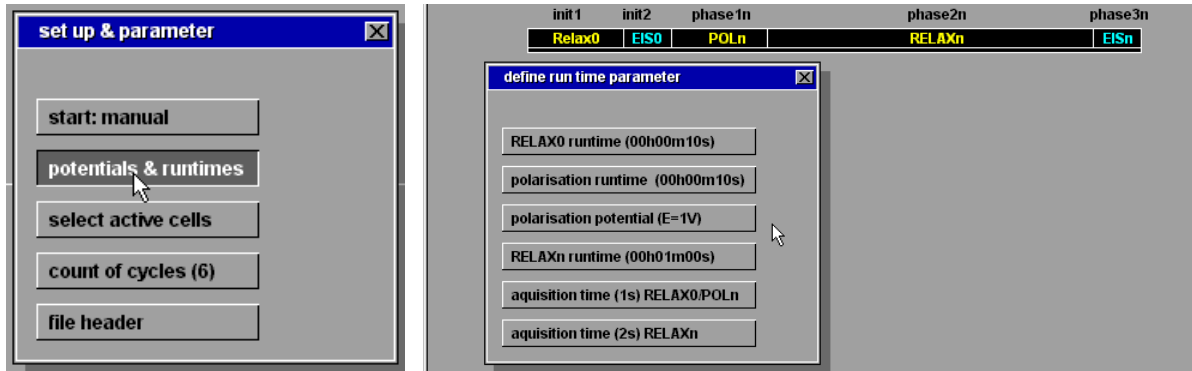 set up & parameter
start: manual
potentials & runtimes
select active cells
count of cycles (6)
file header
init1 init2 phase1n phase2n phase3n
Relax0 EIS0 POLn RELAXn EISn
define run time parameter
RELAX0 runtime (00h00m10s)
polarisation runtime (00h00m10s)
polarisation potential (E=1V)
RELAXn runtime (00h01m00s)
aquisition time (1s) RELAX0/POLn
aquisition time (2s) RELAXn